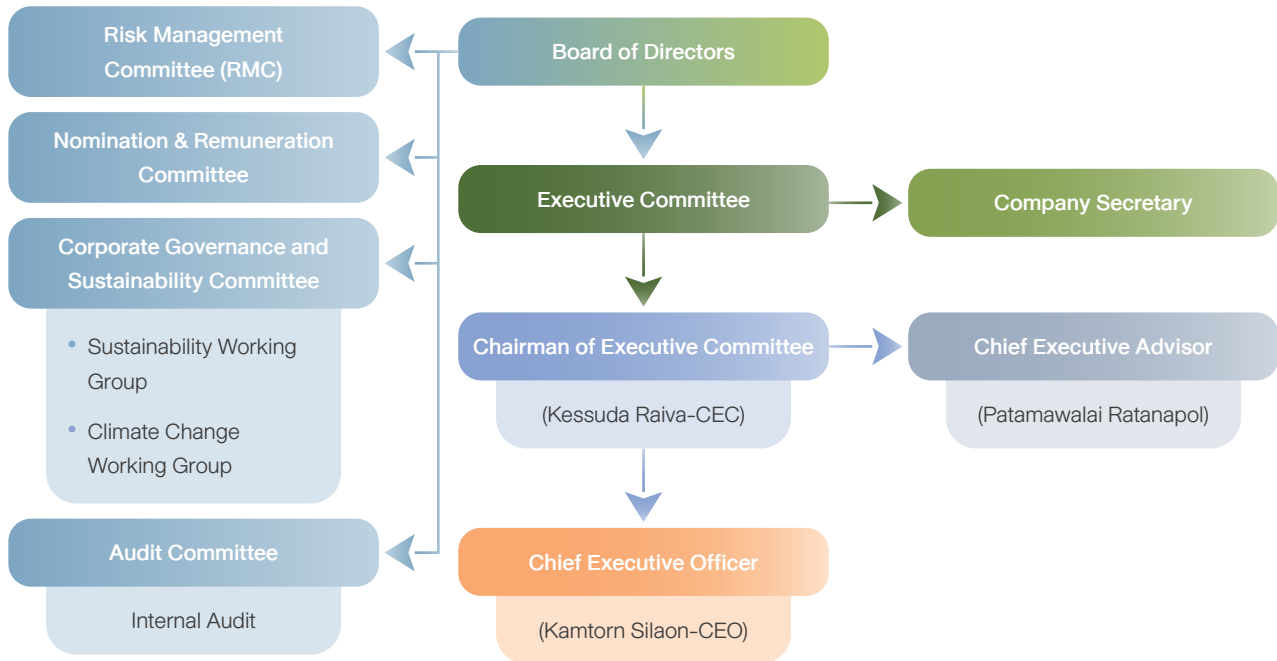 Risk Management
Committee (RMC)
Nomination & Remuneration
Committee
Corporate Governance and
Sustainability Committee
• Sustainability Working
Group
• Climate Change
Working Group
Audit Committee
Internal Audit
Board of Directors
Executive Committee
Company Secretary
Chairman of Executive Committee
(Kessuda Raiva-CEC)
Chief Executive Advisor
(Patamawalai Ratanapol)
Chief Executive Officer
(Kamtorn Silaon-CEO)